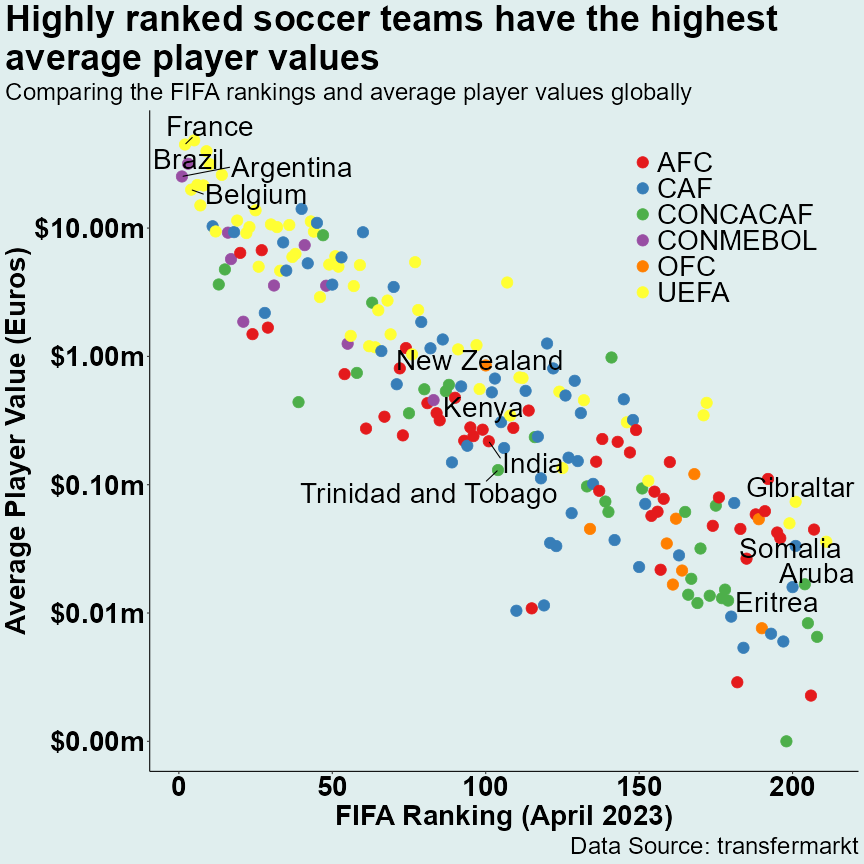 Highly ranked soccer teams have the highest
average player values
Comparing the FIFA rankings and average player values globally
France
Brazil
Argentina
Belgium
AFC
CAF
CONCACAF
CONMEBOL
OFC
UEFA
New Zealand
Kenya
India
Trinidad and Tobago
Gibraltar
Somalia
Aruba
Eritrea
Average Player Value (Euros)
$10.00m
$1.00m
$0.10m
$0.01m
$0.00m
0 50 100 150 200
FIFA Ranking (April 2023)
Data Source: transfermarkt